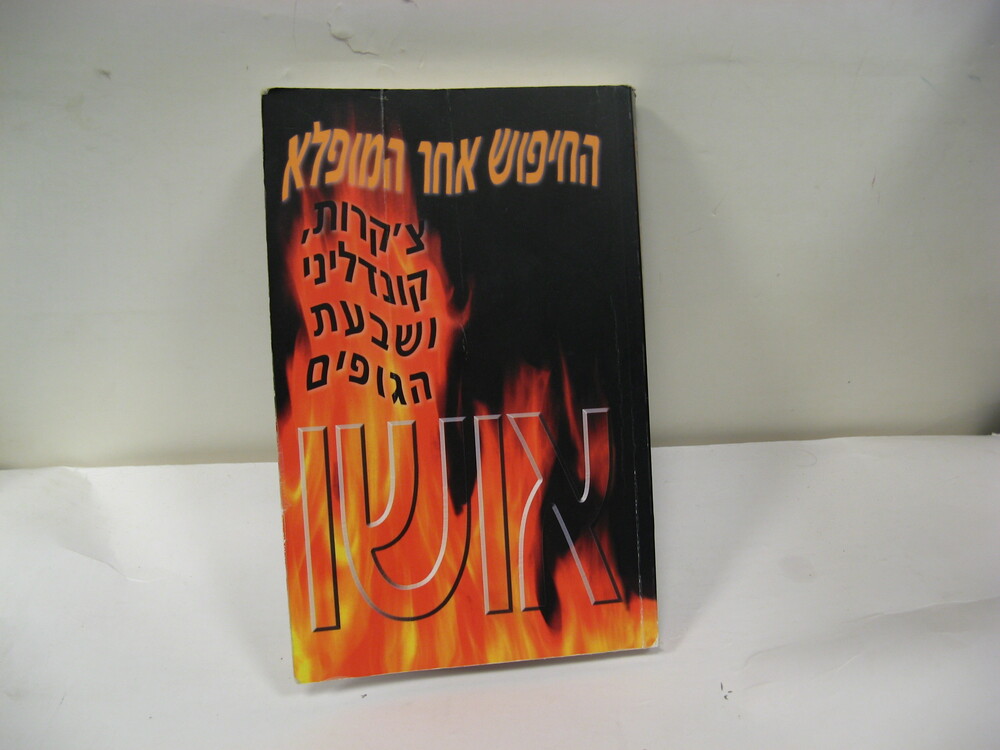 החיפוש אחר המופלא
צ'קרות,
קונדליני
ושבעת
הגופים
אושו